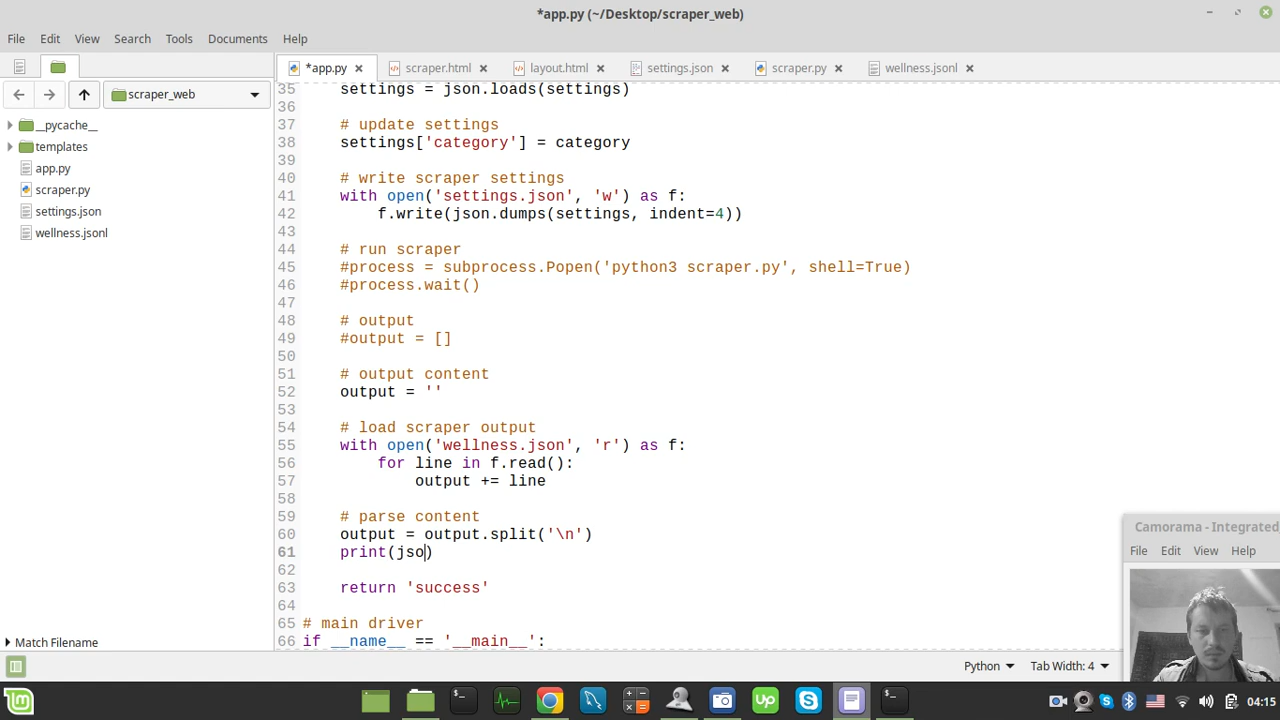 *app.py (~/Desktop/scraper_web)
File Edit View Search Tools Documents Help
*app.py scraper.html layout.html settings.json scraper.py wellness.jsonl
scraper_web
__pycache__
templates
app.py
scraper.py
settings.json
wellness.jsonl
35 settings = json.loads(settings)
36
37 # update settings
38 settings['category'] = category
39
40 # write scraper settings
41 with open('settings.json', 'w') as f:
42 f.write(json.dumps(settings, indent=4))
43
44 # run scraper
45 #process = subprocess.Popen('python3 scraper.py', shell=True)
46 #process.wait()
47
48 # output
49 #output = []
50
51 # output content
52 output = ''
53
54 # load scraper output
55 with open('wellness.json', 'r') as f:
56 for line in f.read():
57 output += line
58
59 # parse content
60 output = output.split('\n')
61 print(jso)
62
63 return 'success'
64
65 # main driver
66 if __name__ == '__main__':
Camorama - Integrated
File Edit View Help
Match Filename
Python Tab Width: 4
04:15